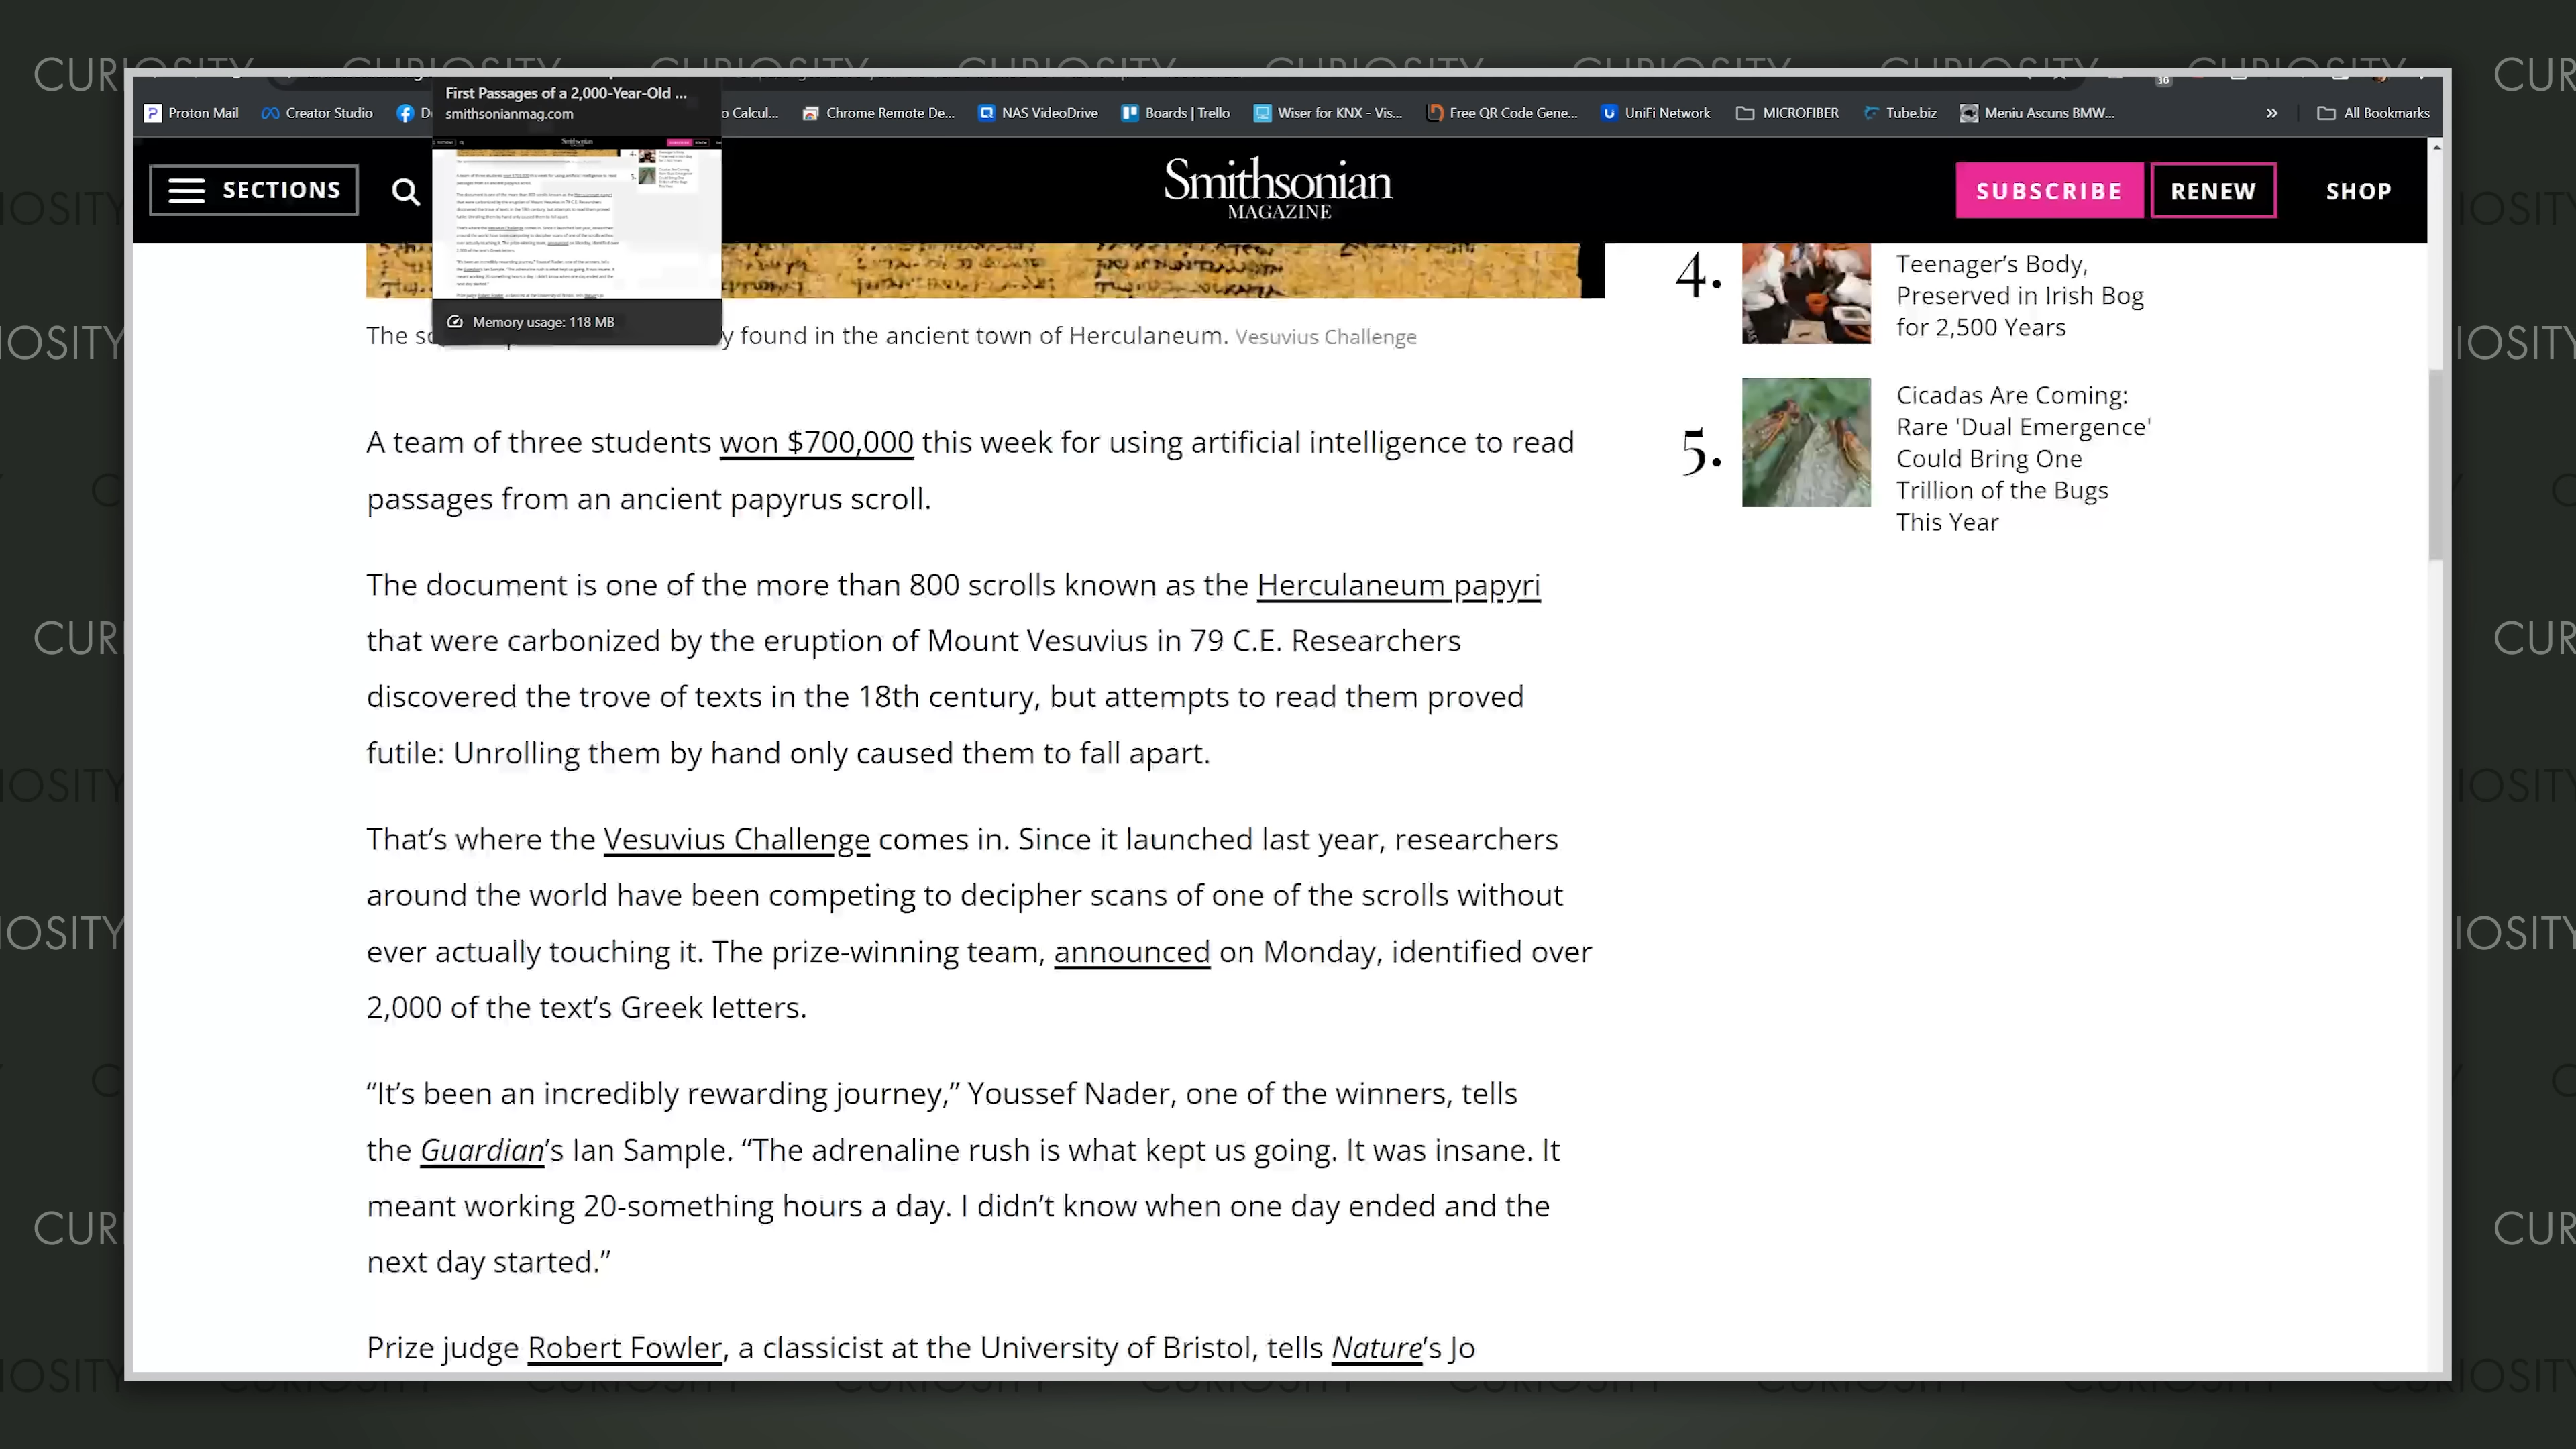 CURIOSITY CURIOSITY CURIOSITY CURIOSITY CURIOSITY CURIOSITY CURIOSITY
First Passages of a 2,000-Year-Old ...
smithsonianmag.com
Proton Mail Creator Studio o Calcul... Chrome Remote De... NAS VideoDrive Boards | Trello Wiser for KNX - Vis... Free QR Code Gene... UniFi Network MICROFIBER Tube.biz Meniu Ascuns BMW... » All Bookmarks
SECTIONS
Smithsonian
MAGAZINE
SUBSCRIBE RENEW SHOP
Memory usage: 118 MB
The sc y found in the ancient town of Herculaneum. Vesuvius Challenge
4.
Teenager’s Body,
Preserved in Irish Bog
for 2,500 Years
5.
Cicadas Are Coming:
Rare 'Dual Emergence'
Could Bring One
Trillion of the Bugs
This Year
A team of three students won $700,000 this week for using artificial intelligence to read
passages from an ancient papyrus scroll.
The document is one of the more than 800 scrolls known as the Herculaneum papyri
that were carbonized by the eruption of Mount Vesuvius in 79 C.E. Researchers
discovered the trove of texts in the 18th century, but attempts to read them proved
futile: Unrolling them by hand only caused them to fall apart.
That’s where the Vesuvius Challenge comes in. Since it launched last year, researchers
around the world have been competing to decipher scans of one of the scrolls without
ever actually touching it. The prize-winning team, announced on Monday, identified over
2,000 of the text’s Greek letters.
“It’s been an incredibly rewarding journey,” Youssef Nader, one of the winners, tells
the Guardian’s Ian Sample. “The adrenaline rush is what kept us going. It was insane. It
meant working 20-something hours a day. I didn’t know when one day ended and the
next day started.”
Prize judge Robert Fowler, a classicist at the University of Bristol, tells Nature’s Jo